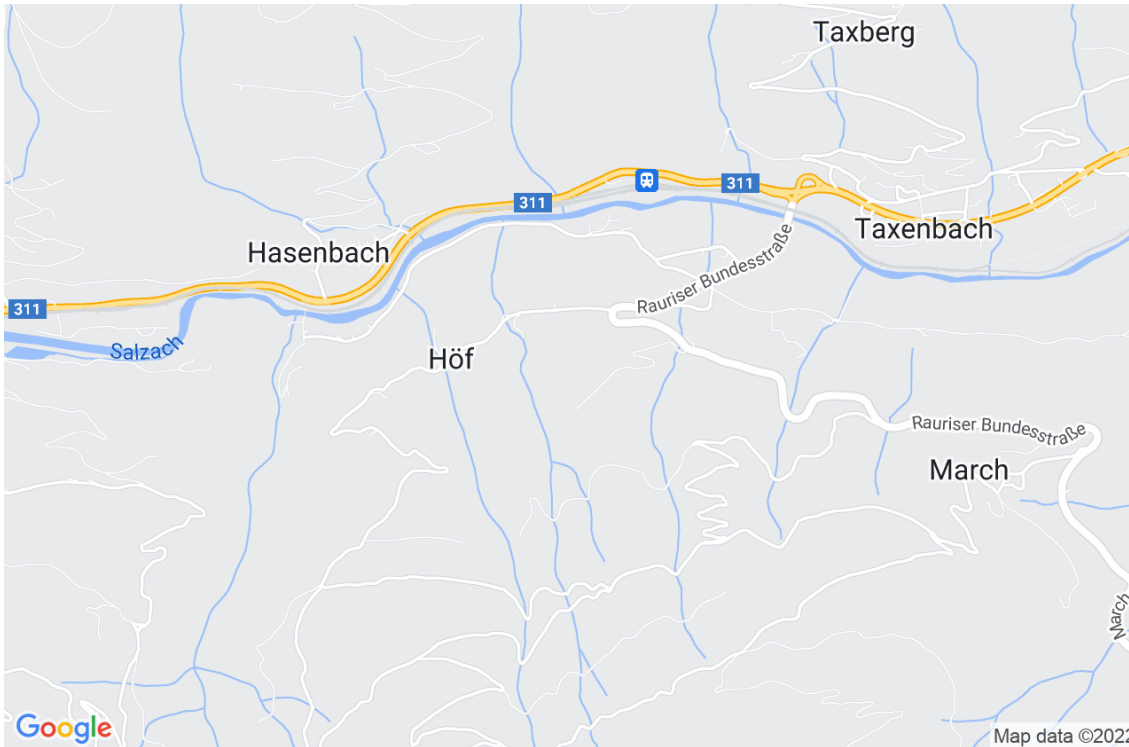 Taxberg
311
311
Taxenbach
Hasenbach
Rauriser Bundesstraße
311
Salzach
Höf
Rauriser Bundesstraße
March
March
Google
Map data ©2022